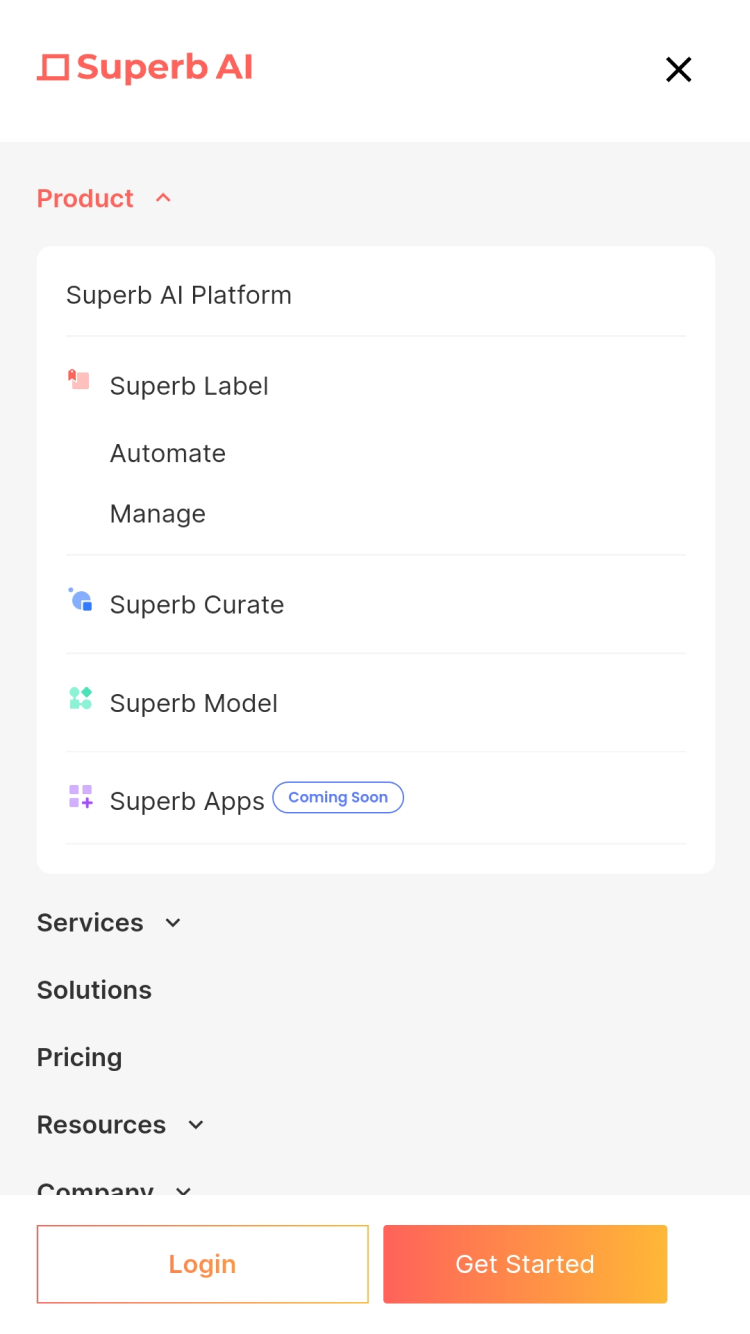 Superb AI
Product
Superb AI Platform
Superb Label
Automate
Manage
Superb Curate
Superb Model
Superb Apps Coming Soon
Services
Solutions
Pricing
Resources
Company
Login
Get Started